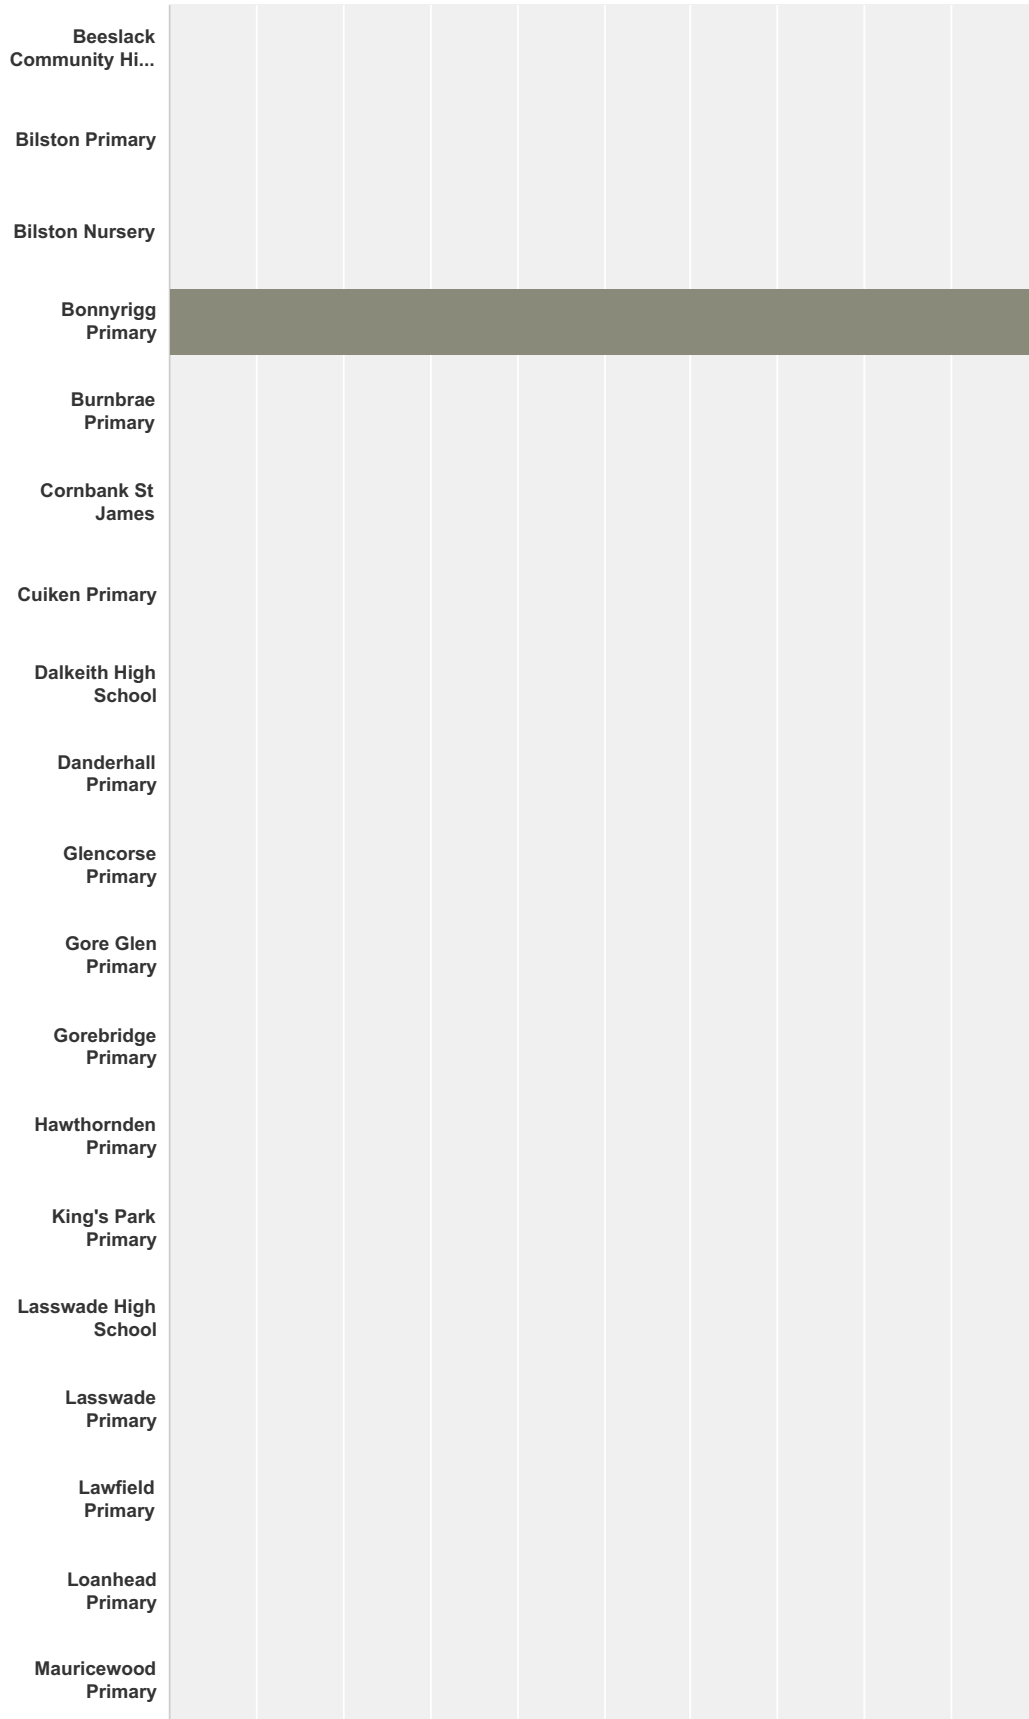 Beeslack
Community Hi...
Bilston Primary
Bilston Nursery
Bonnyrigg
Primary
Burnbrae
Primary
Cornbank St
James
Cuiken Primary
Dalkeith High
School
Danderhall
Primary
Glencorse
Primary
Gore Glen
Primary
Gorebridge
Primary
Hawthornden
Primary
King's Park
Primary
Lasswade High
School
Lasswade
Primary
Lawfield
Primary
Loanhead
Primary
Mauricewood
Primary